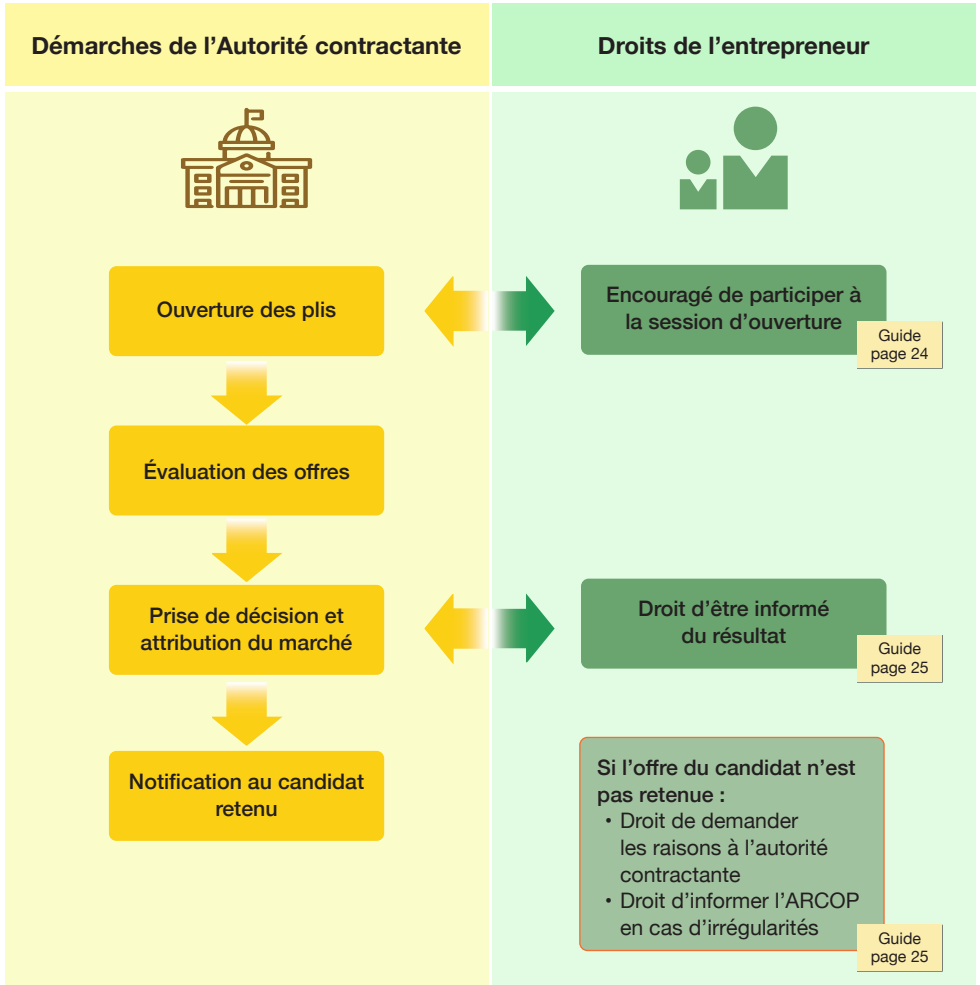 Démarches de l'Autorité contractante
Droits de l'entrepreneur
Ouverture des plis
Encouragé de participer à
la session d'ouverture
Guide
page 24
Évaluation des offres
Prise de décision et
attribution du marché
Droit d'être informé
du résultat
Guide
page 25
Notification au candidat
retenu
Si l'offre du candidat n'est
pas retenue :
• Droit de demander
les raisons à l'autorité
contractante
• Droit d'informer l'ARCOP
en cas d'irrégularités
Guide
page 25